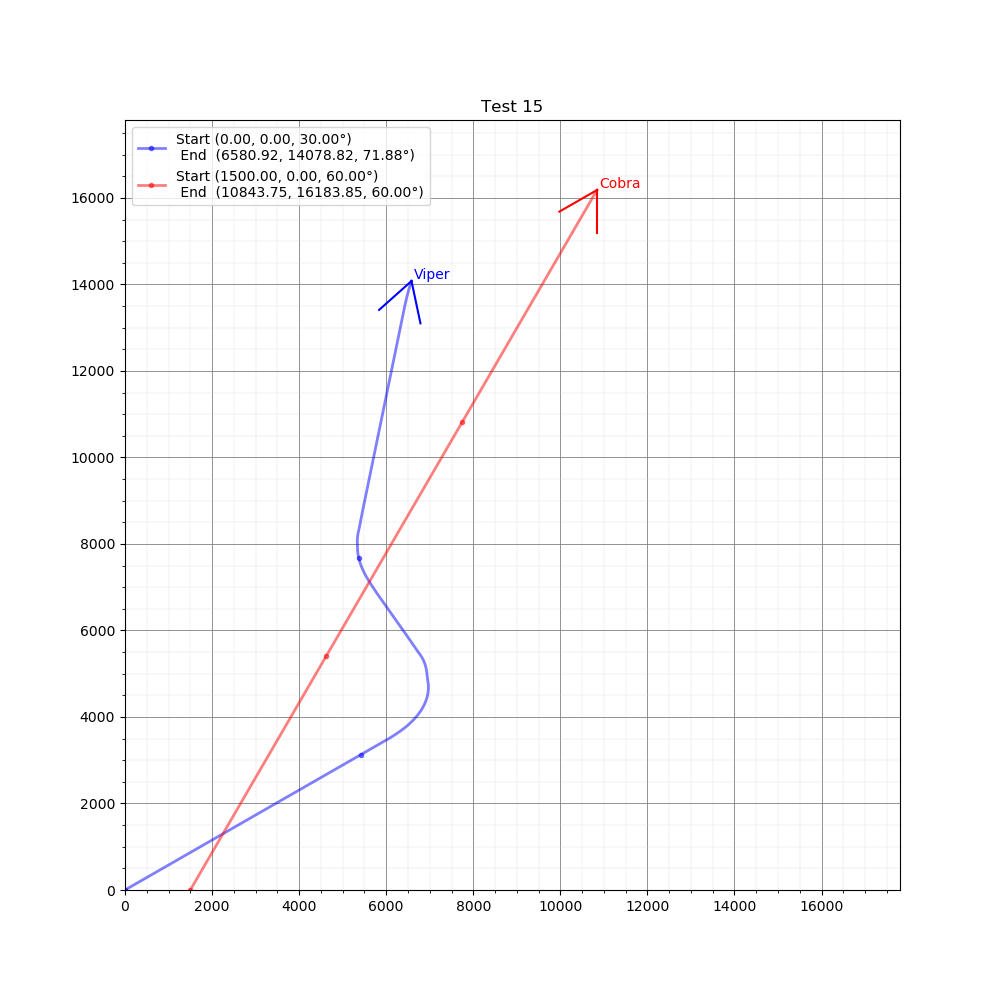 Test 15
Start (0.00, 0.00, 30.00°)
End (6580.92, 14078.82, 71.88°)
Start (1500.00, 0.00, 60.00°)
End (10843.75, 16183.85, 60.00°)
Cobra
Viper
16000
14000
12000
10000
8000
6000
4000
2000
0
0 2000 4000 6000 8000 10000 12000 14000 16000